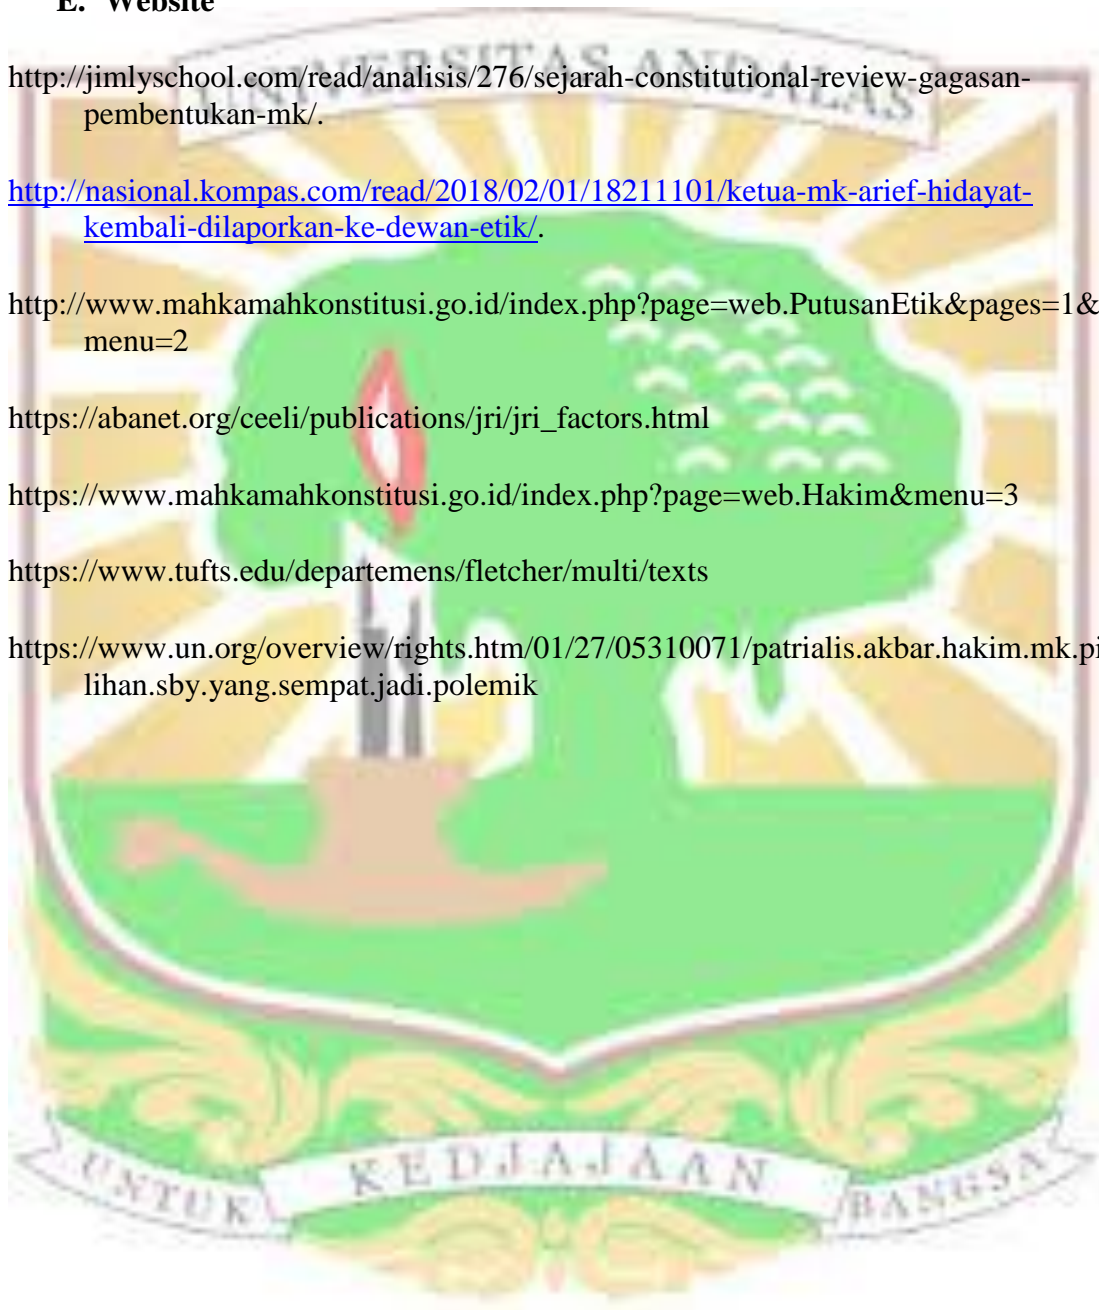 E. Website
UNIVERSITAS ANDALAS
http://jimlyschool.com/read/analisis/276/sejarah-constitutional-review-gagasan-
pembentukan-mk/.
http://nasional.kompas.com/read/2018/02/01/18211101/ketua-mk-arief-hidayat-
kembali-dilaporkan-ke-dewan-etik/.
http://www.mahkamahkonstitusi.go.id/index.php?page=web.PutusanEtik&pages=1&
menu=2
https://abanet.org/ceeli/publications/jri/jri_factors.html
https://www.mahkamahkonstitusi.go.id/index.php?page=web.Hakim&menu=3
https://www.tufts.edu/departemens/fletcher/multi/texts
https://www.un.org/overview/rights.htm/01/27/05310071/patrialis.akbar.hakim.mk.pi
lihan.sby.yang.sempat.jadi.polemik
UNTUK KEDJAJAAN BANGSA